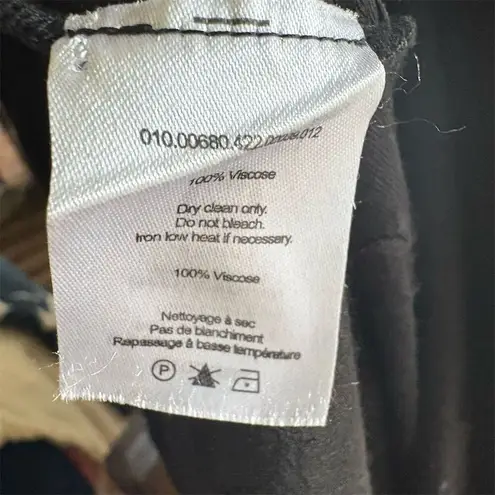 010.00680.422
100% Viscose
Dry clean only.
Do not bleach.
Iron low heat if necessary.
100% Viscose
Nettoyage à sec
Pas de blanchiment
Repassage à basse température
P